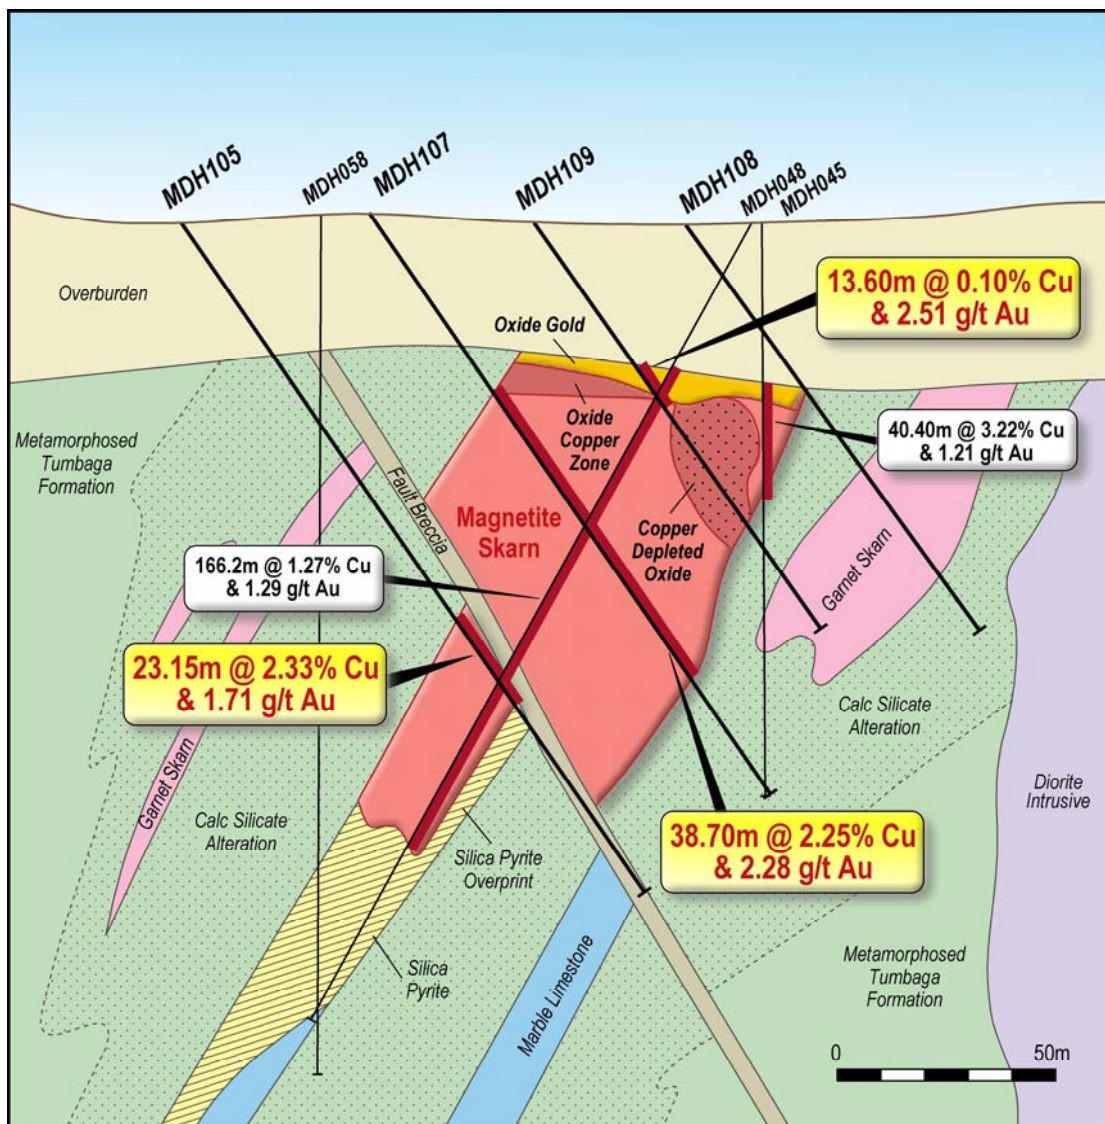 MDH105
MDH058
MDH107
MDH109
MDH108
MDH048
MDH045
Overburden
13.60m @ 0.10% Cu
& 2.51 g/t Au
Oxide Gold
Metamorphosed
Tumbaga
Formation
Oxide
Copper
Zone
40.40m @ 3.22% Cu
& 1.21 g/t Au
Fault Breccia
Magnetite
Skarn
Copper
Depleted
Oxide
Garnet Skarn
166.2m @ 1.27% Cu
& 1.29 g/t Au
23.15m @ 2.33% Cu
& 1.71 g/t Au
Calc Silicate
Alteration
Garnet Skarn
Diorite
Intrusive
Calc Silicate
Alteration
38.70m @ 2.25% Cu
& 2.28 g/t Au
Silica Pyrite
Overprint
Silica
Pyrite
Marble Limestone
Metamorphosed
Tumbaga
Formation
0 50m